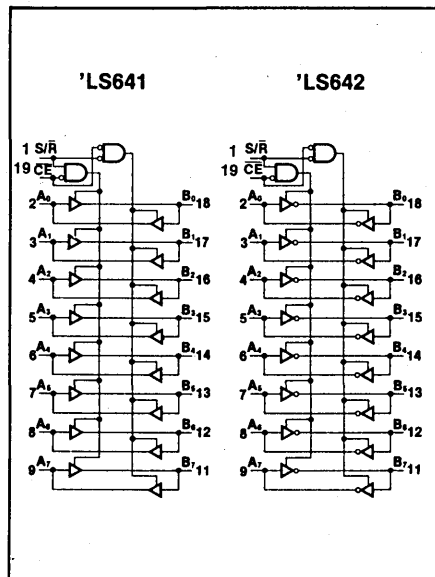 'LS641
1 S/R̅
19 C̅E̅
2 A₀ B₀ 18
3 A₁ B₁ 17
4 A₂ B₂ 16
5 A₃ B₃ 15
6 A₄ B₄ 14
7 A₅ B₅ 13
8 A₆ B₆ 12
9 A₇ B₇ 11
'LS642
1 S/R̅
19 C̅E̅
2 A₀ B₀ 18
3 A₁ B₁ 17
4 A₂ B₂ 16
5 A₃ B₃ 15
6 A₄ B₄ 14
7 A₅ B₅ 13
8 A₆ B₆ 12
9 A₇ B₇ 11